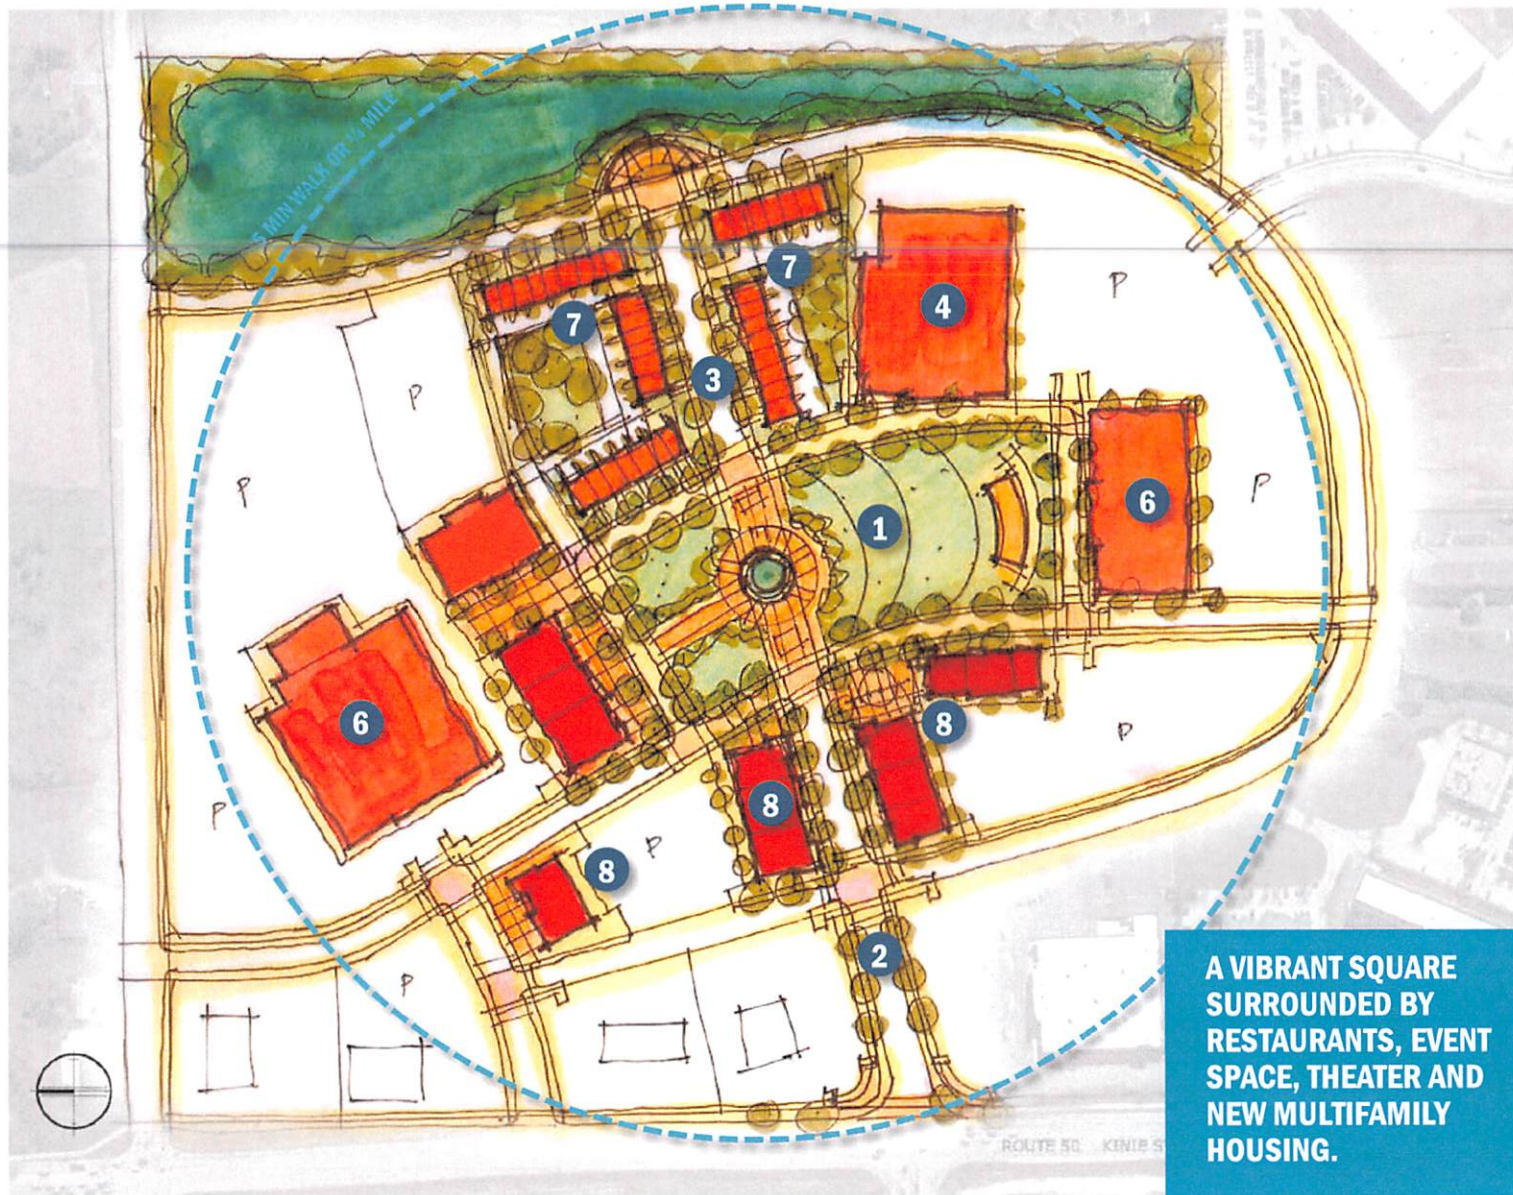 5 MIN WALK OR ¼ MILE
7
7
4
P
P
3
P
6
P
1
6
8
P
8
P
8
P
2
P
A VIBRANT SQUARE
SURROUNDED BY
RESTAURANTS, EVENT
SPACE, THEATER AND
NEW MULTIFAMILY
HOUSING.
ROUTE 50